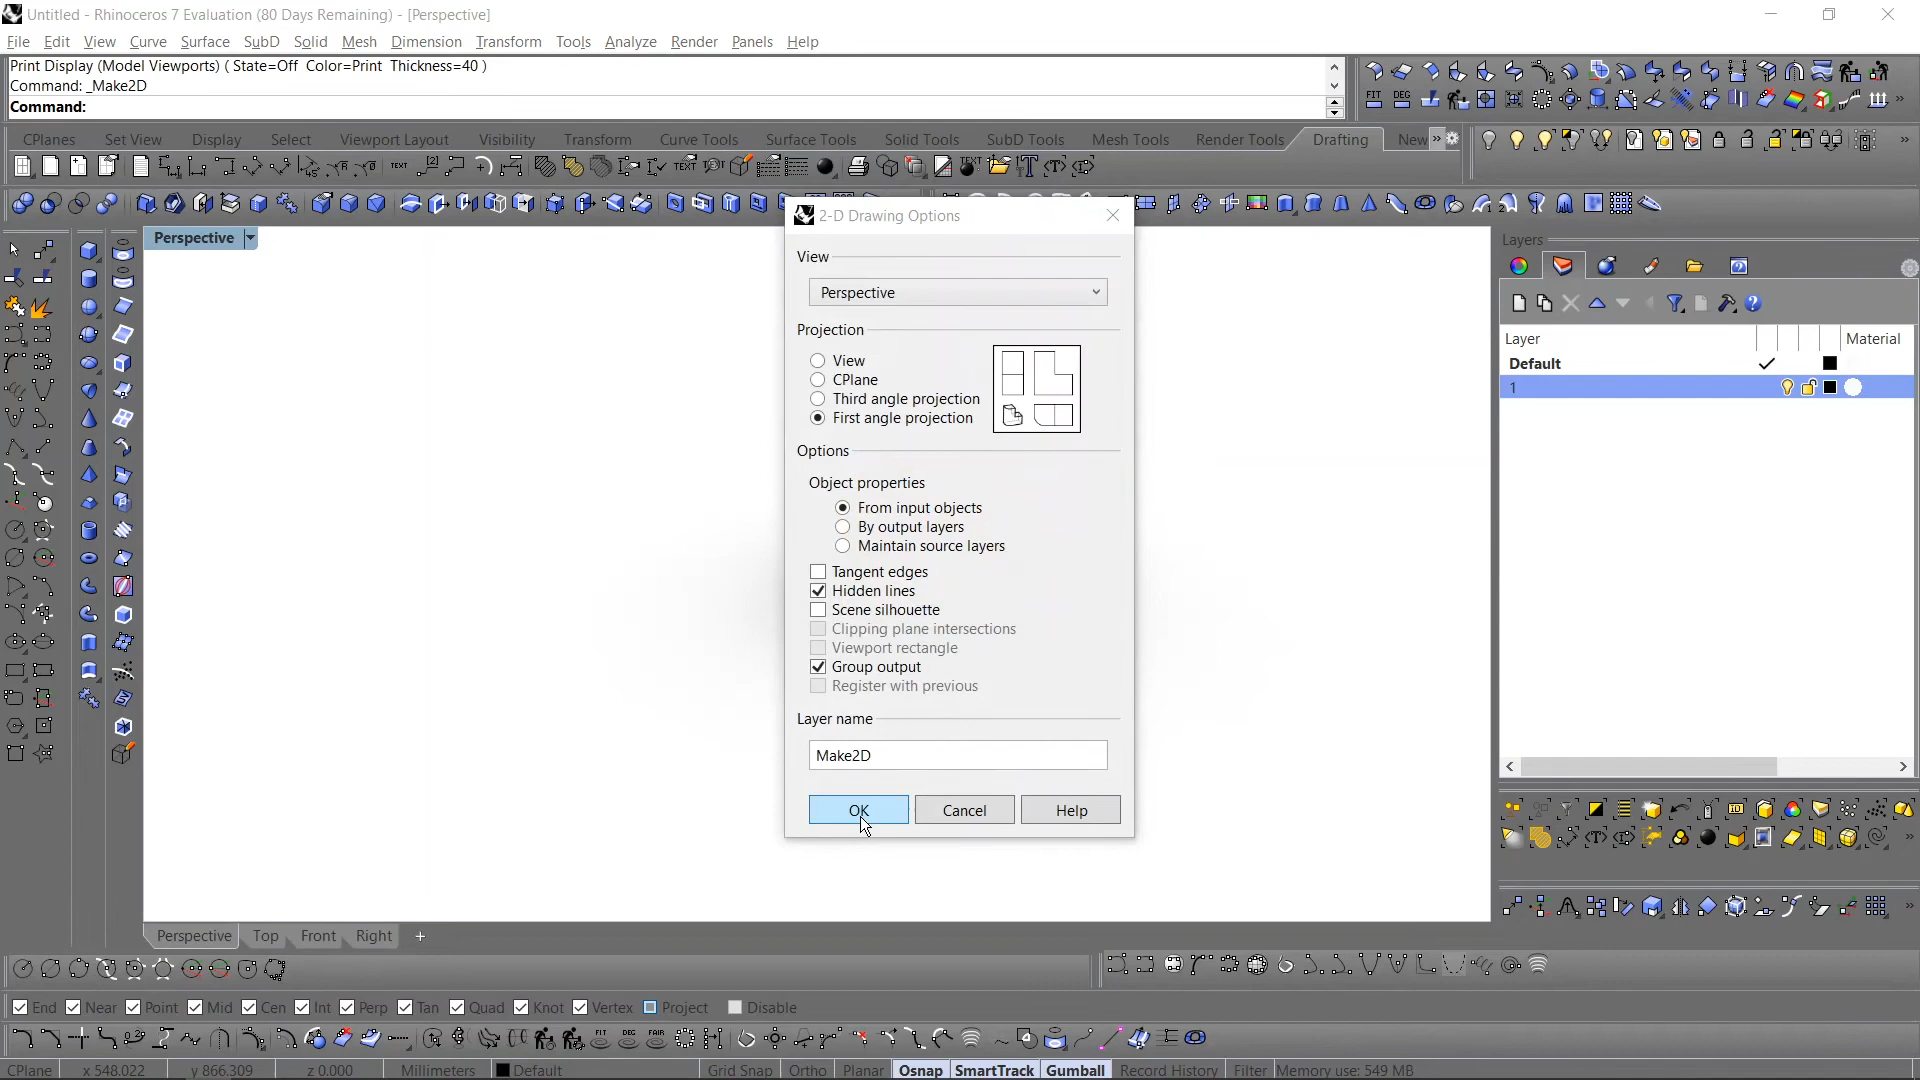 Untitled - Rhinoceros 7 Evaluation (80 Days Remaining) - [Perspective]
File Edit View Curve Surface SubD Solid Mesh Dimension Transform Tools Analyze Render Panels Help
Print Display (Model Viewports) ( State=Off Color=Print Thickness=40 )
Command: _Make2D
Command:
CPlanes Set View Display Select Viewport Layout Visibility Transform Curve Tools Surface Tools Solid Tools SubD Tools Mesh Tools Render Tools Drafting New
Perspective
2-D Drawing Options
View
Perspective
Projection
View
CPlane
Third angle projection
First angle projection
Options
Object properties
From input objects
By output layers
Maintain source layers
Tangent edges
Hidden lines
Scene silhouette
Clipping plane intersections
Viewport rectangle
Group output
Register with previous
Layer name
Make2D
OK Cancel Help
Layers
Layer Material
Default
1
Perspective Top Front Right
End Near Point Mid Cen Int Perp Tan Quad Knot Vertex Project Disable
CPlane x 548.022 y 866.309 z 0.000 Millimeters Default Grid Snap Ortho Planar Osnap SmartTrack Gumball Record History Filter Memory use: 549 MB